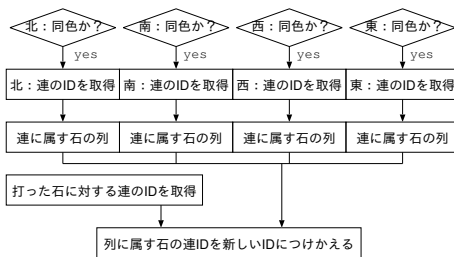 北：同色か？ 南：同色か？ 西：同色か？ 東：同色か？
yes yes yes yes
北：連のIDを取得 南：連のIDを取得 西：連のIDを取得 東：連のIDを取得
連に属す石の列 連に属す石の列 連に属す石の列 連に属す石の列
打った石に対する連のIDを取得
列に属す石の連IDを新しいIDにつけかえる